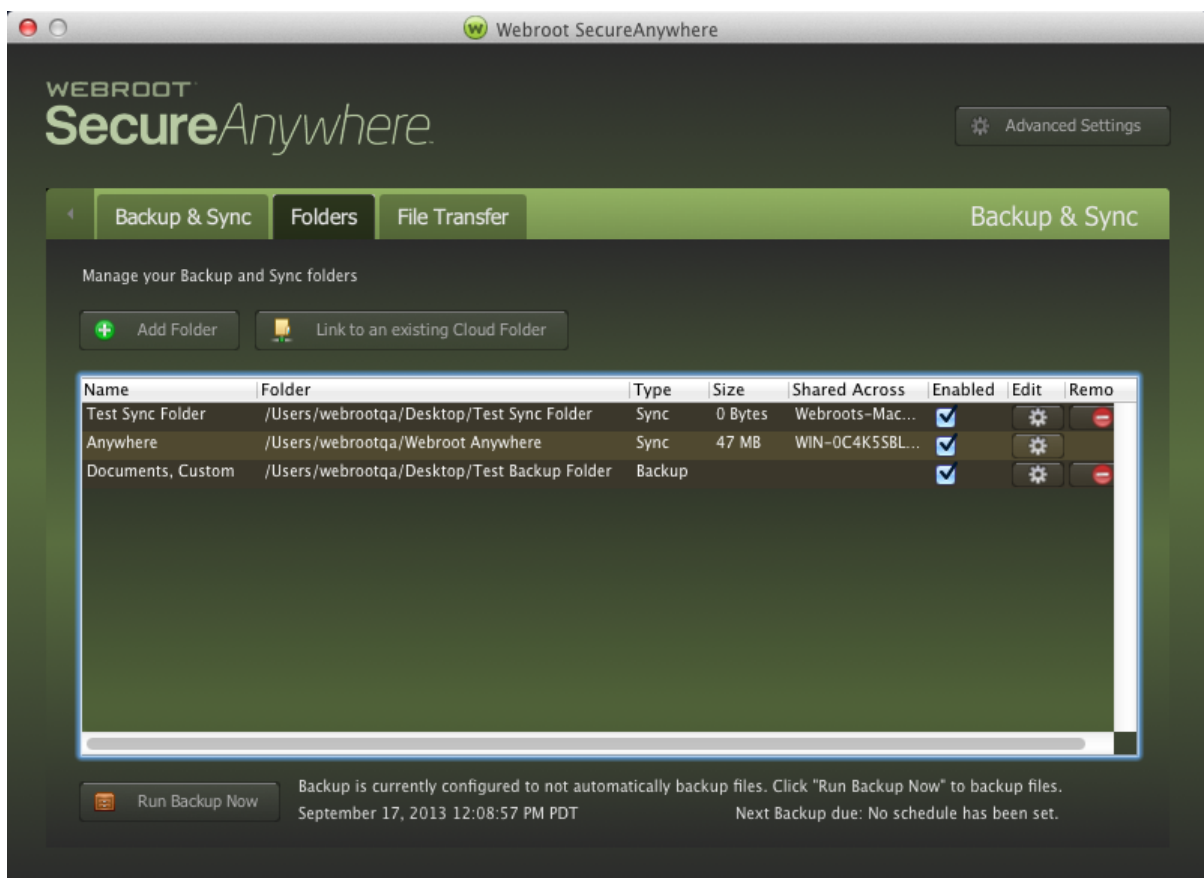 Webroot SecureAnywhere
WEBROOT
SecureAnywhere
Advanced Settings
Backup & Sync Folders File Transfer Backup & Sync
Manage your Backup and Sync folders
Add Folder Link to an existing Cloud Folder
Name Folder Type Size Shared Across Enabled Edit Remo
Test Sync Folder /Users/webrootqa/Desktop/Test Sync Folder Sync 0 Bytes Webroots-Mac...
Anywhere /Users/webrootqa/Webroot Anywhere Sync 47 MB WIN-0C4K5SBL...
Documents, Custom /Users/webrootqa/Desktop/Test Backup Folder Backup
Run Backup Now
Backup is currently configured to not automatically backup files. Click "Run Backup Now" to backup files.
September 17, 2013 12:08:57 PM PDT Next Backup due: No schedule has been set.